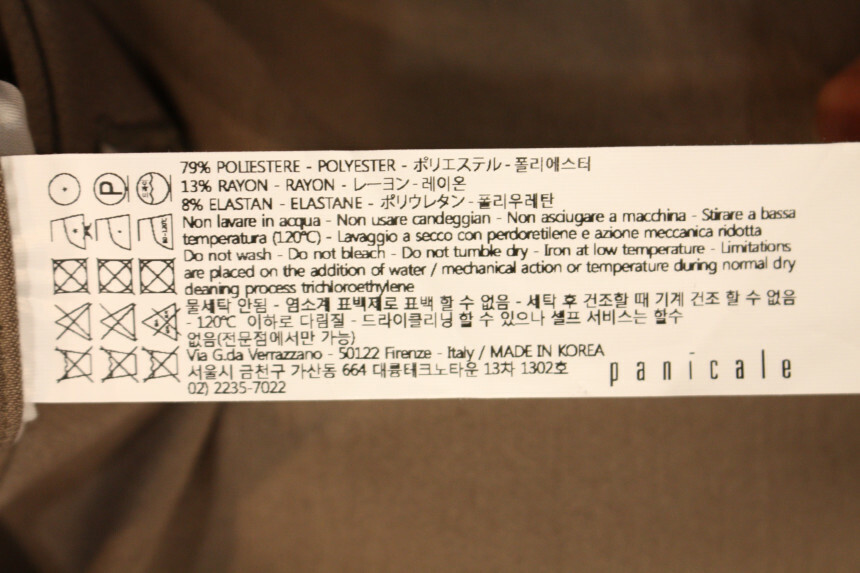 79% POLIESTERE - POLYESTER - ポリエステル - 폴리에스터
13% RAYON - RAYON - レーヨン - 레이온
8% ELASTAN - ELASTANE - ポリウレタン - 폴리우레탄
Non lavare in acqua - Non usare candeggian - Non asciugare a macchina - Stirare a bassa
temperatura (120°C) - Lavaggio a secco con perdoretilene e azione meccanica ridotta
Do not wash - Do not bleach - Do not tumble dry - Iron at low temperature - Limitations
are placed on the addition of water / mechanical action or temperature during normal dry
cleaning process trichloroethylene
물세탁 안됨 - 염소계 표백제로 표백 할 수 없음 - 세탁 후 건조할 때 기계 건조 할 수 없음
- 120℃ 이하로 다림질 - 드라이클리닝 할 수 있으나 셀프 서비스는 할수
없음(전문점에서만 가능)
Via G.da Verrazzano - 50122 Firenze - Italy / MADE IN KOREA
서울시 금천구 가산동 664 대륭테크노타운 13차 1302호
02) 2235-7022
panicale
P